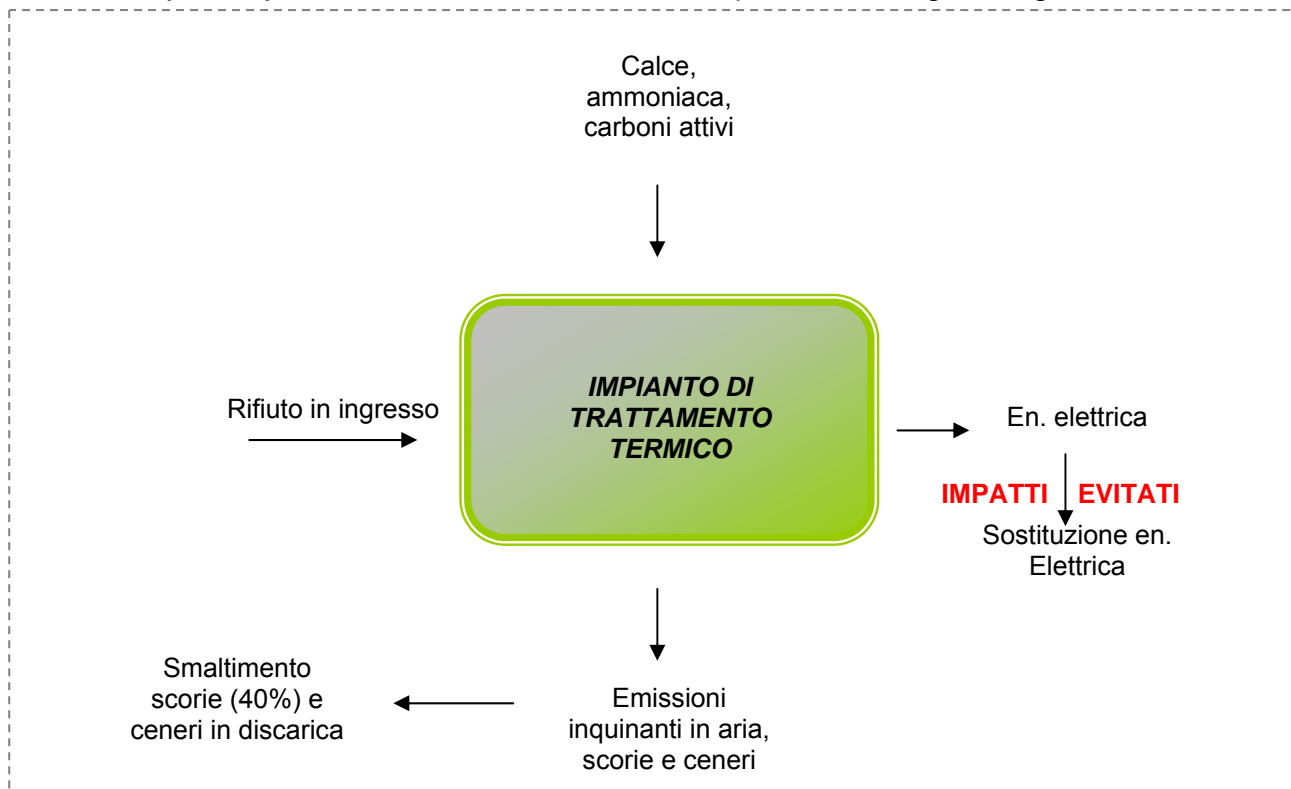 Calce,
ammoniaca,
carboni attivi
Rifiuto in ingresso
IMPIANTO DI
TRATTAMENTO
TERMICO
En. elettrica
IMPATTI EVITATI
Sostituzione en.
Elettrica
Smaltimento
scorie (40%) e
ceneri in discarica
Emissioni
inquinanti in aria,
scorie e ceneri